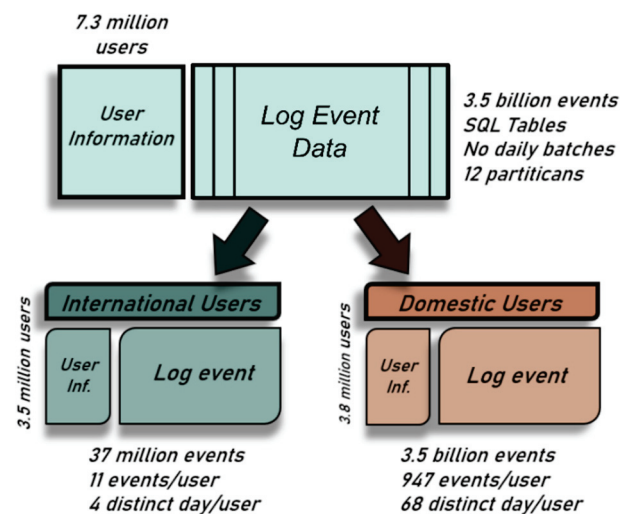 7.3 million
users
User
Information
Log Event
Data
3.5 billion events
SQL Tables
No daily batches
12 particans
International Users
3.5 million users
User
Inf.
Log event
37 million events
11 events/user
4 distinct day/user
Domestic Users
3.8 million users
User
Inf.
Log event
3.5 billion events
947 events/user
68 distinct day/user